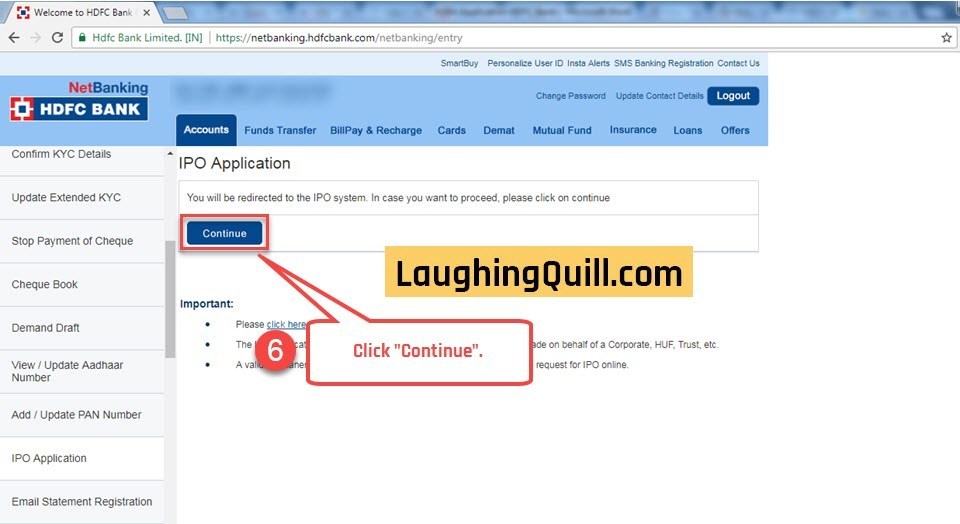 Welcome to HDFC Bank
Hdfc Bank Limited. [IN] https://netbanking.hdfcbank.com/netbanking/entry
SmartBuy Personalize User ID Insta Alerts SMS Banking Registration Contact Us
NetBanking
HDFC BANK
Change Password Update Contact Details Logout
Accounts Funds Transfer BillPay & Recharge Cards Demat Mutual Fund Insurance Loans Offers
Confirm KYC Details
Update Extended KYC
Stop Payment of Cheque
Cheque Book
Demand Draft
View / Update Aadhaar
Number
Add / Update PAN Number
IPO Application
Email Statement Registration
IPO Application
You will be redirected to the IPO system. In case you want to proceed, please click on continue
Continue
LaughingQuill.com
Important:
Please click here
The on behalf of a Corporate, HUF, Trust, etc.
A valid request for IPO online.
6
Click "Continue".